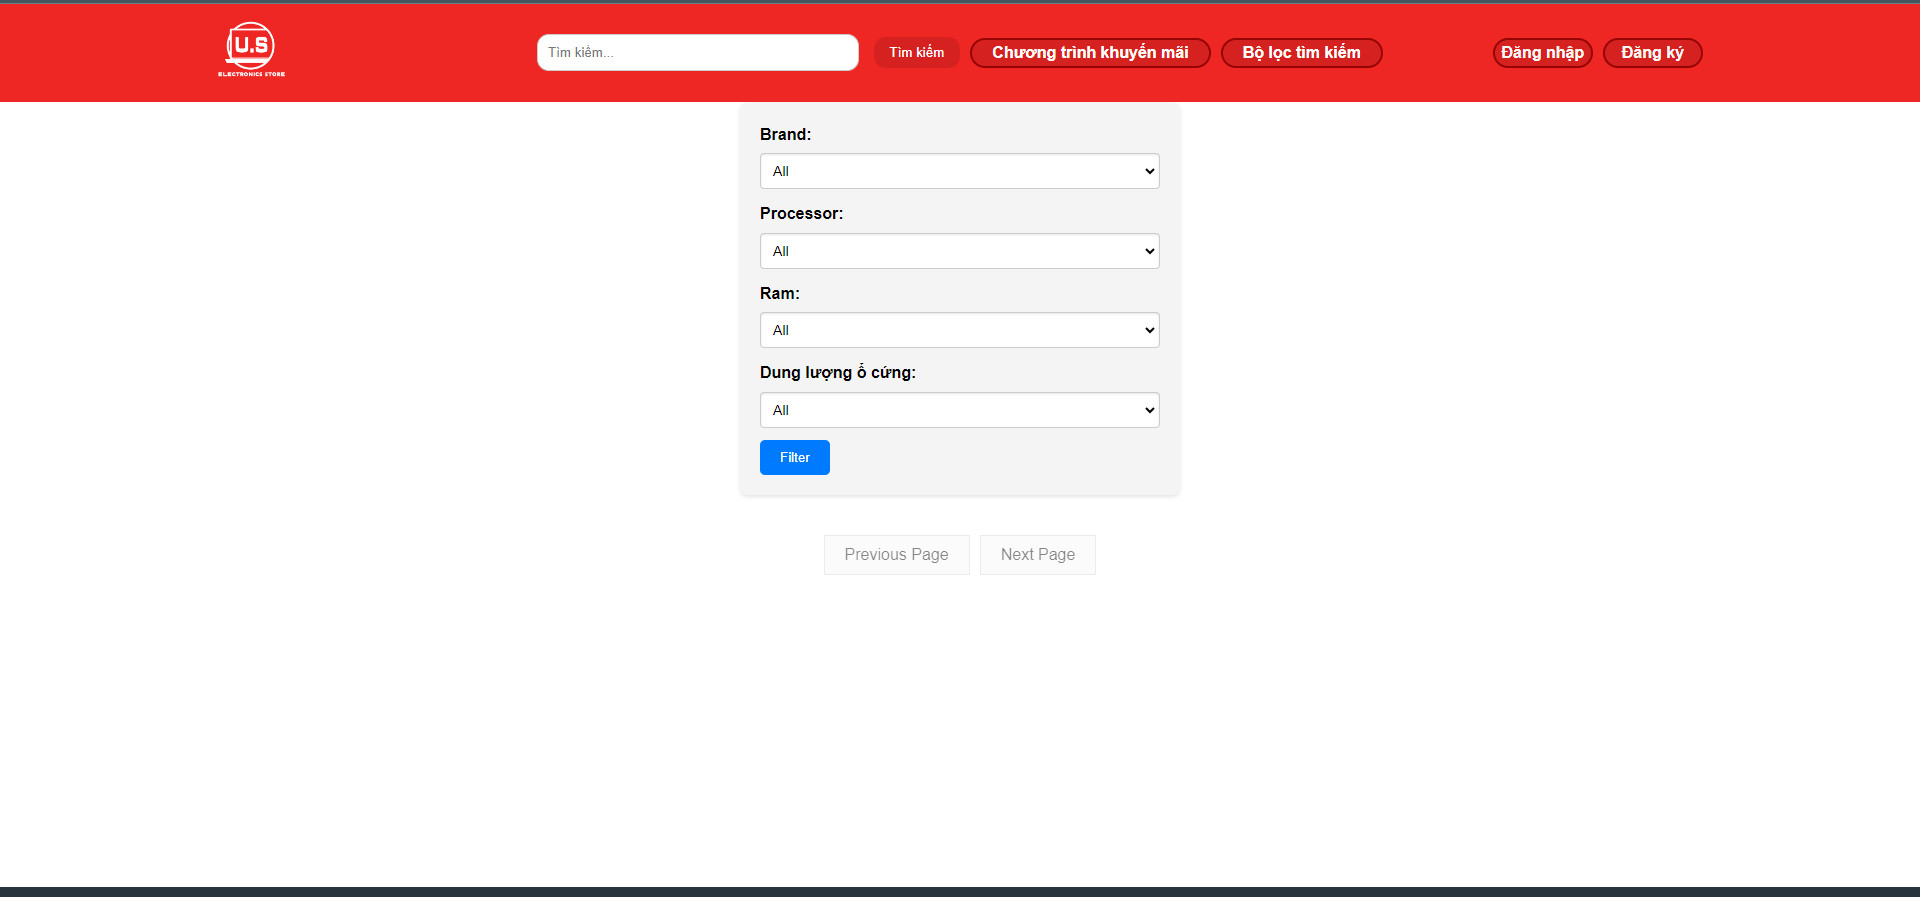 U.S
ELECTRONICS STORE
Tìm kiếm...
Tìm kiếm
Chương trình khuyến mãi
Bộ lọc tìm kiếm
Đăng nhập
Đăng ký
Brand:
All
Processor:
All
Ram:
All
Dung lượng ổ cứng:
All
Filter
Previous Page
Next Page